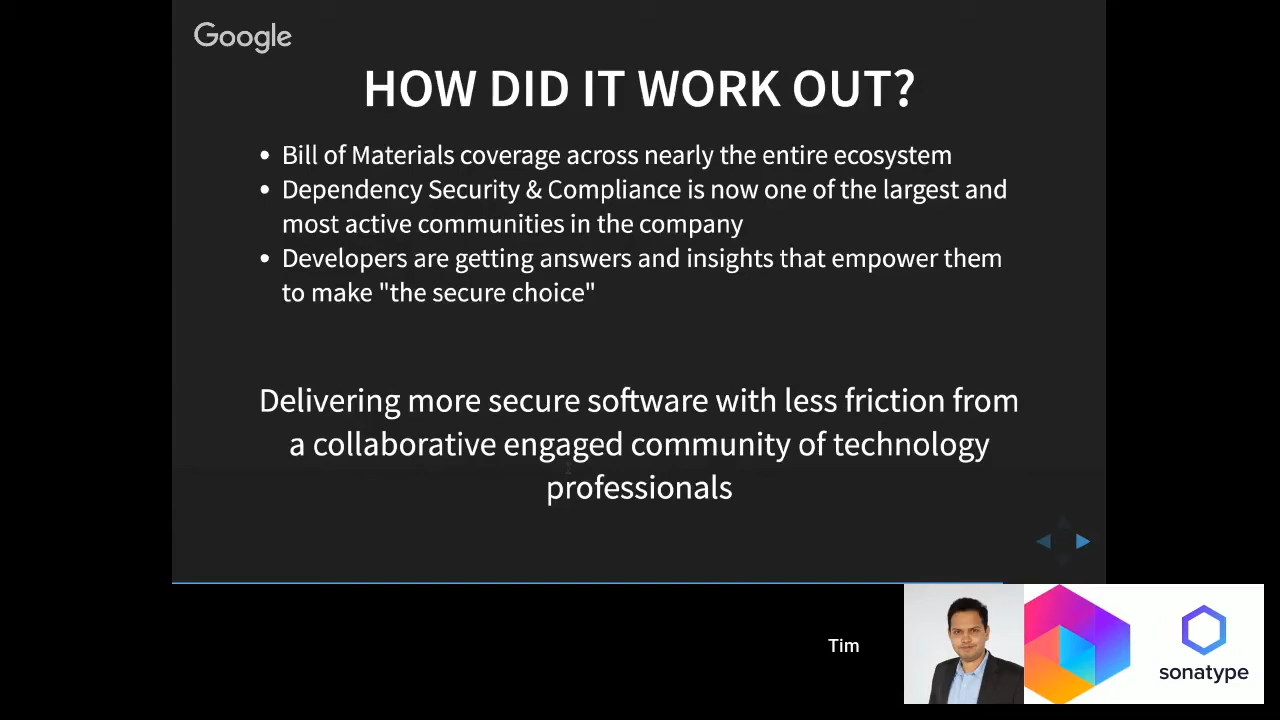 Google
HOW DID IT WORK OUT?
• Bill of Materials coverage across nearly the entire ecosystem
• Dependency Security & Compliance is now one of the largest and
most active communities in the company
• Developers are getting answers and insights that empower them
to make "the secure choice"
Delivering more secure software with less friction from
a collaborative engaged community of technology
professionals
Tim
sonatype